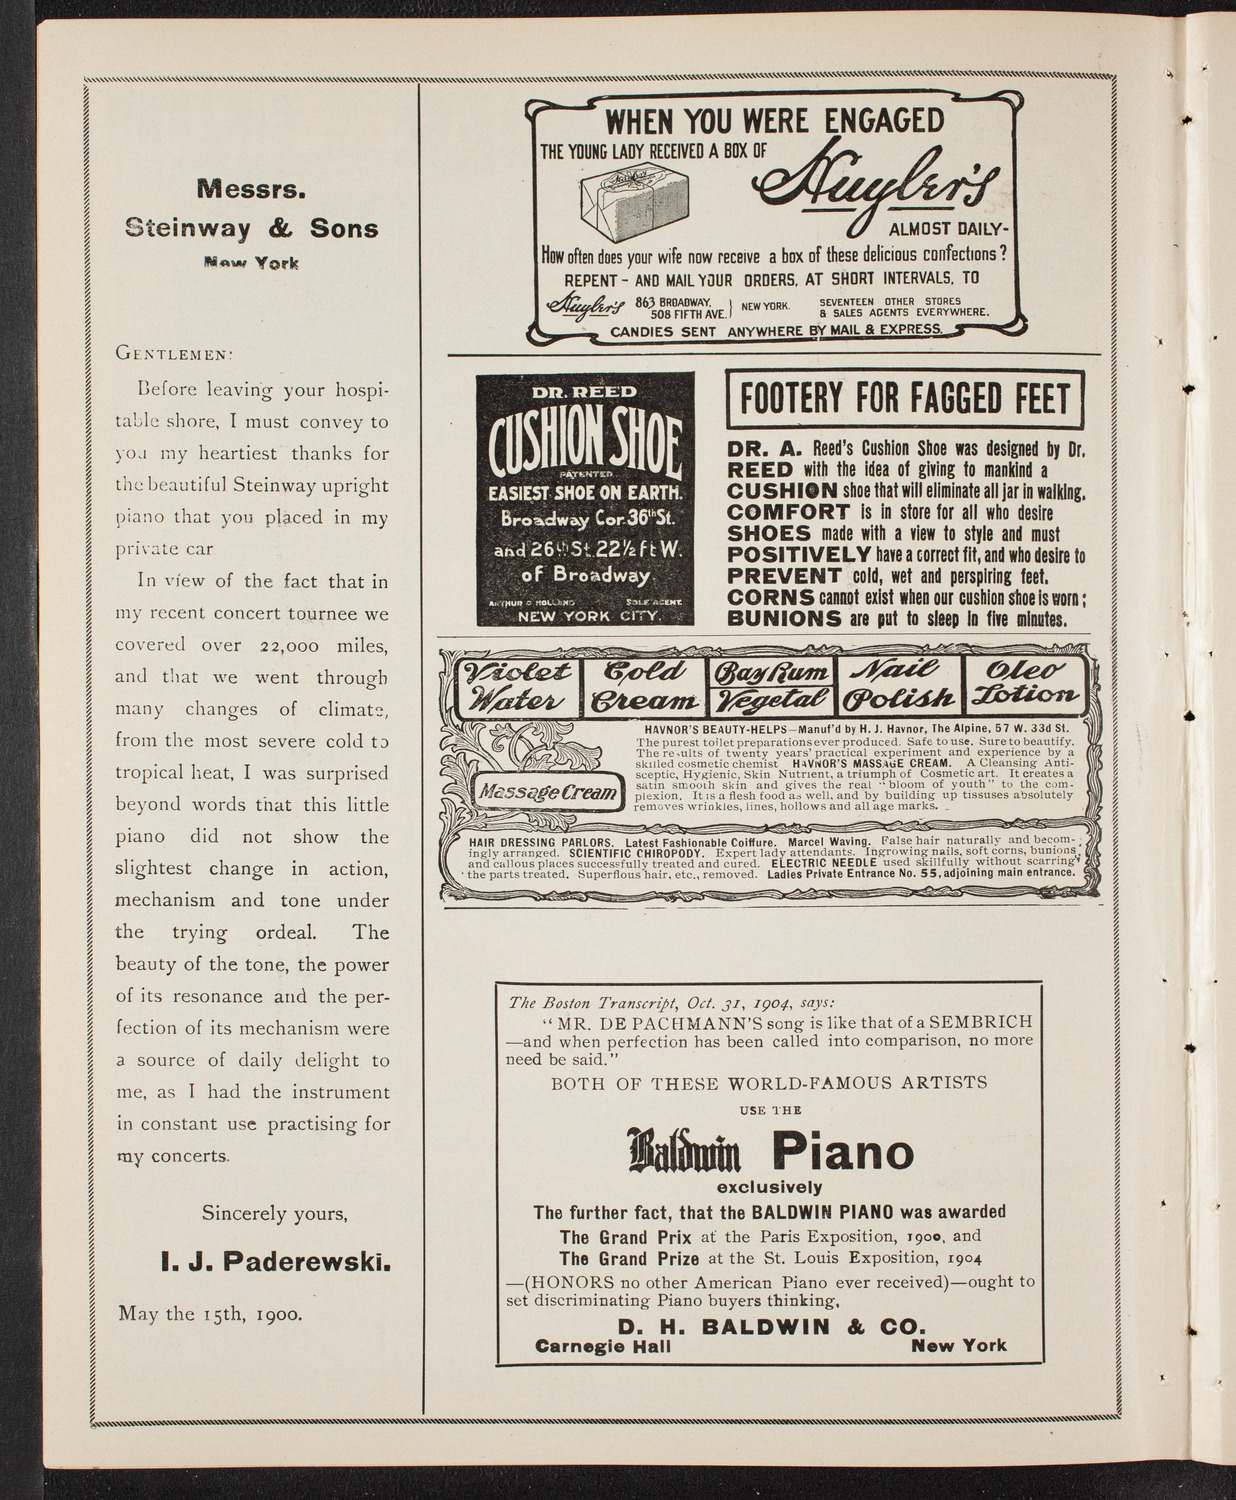 Messrs.
Steinway & Sons
New York
GENTLEMEN:
Before leaving your hospi-
table shore, I must convey to
you my heartiest thanks for
the beautiful Steinway upright
piano that you placed in my
private car
In view of the fact that in
my recent concert tournee we
covered over 22,000 miles,
and that we went through
many changes of climate,
from the most severe cold to
tropical heat, I was surprised
beyond words that this little
piano did not show the
slightest change in action,
mechanism and tone under
the trying ordeal. The
beauty of the tone, the power
of its resonance and the per-
fection of its mechanism were
a source of daily delight to
me, as I had the instrument
in constant use practising for
my concerts.
Sincerely yours,
I. J. Paderewski.
May the 15th, 1900.
WHEN YOU WERE ENGAGED
THE YOUNG LADY RECEIVED A BOX OF
Huyler's
ALMOST DAILY-
How often does your wife now receive a box of these delicious confections?
REPENT - AND MAIL YOUR ORDERS, AT SHORT INTERVALS, TO
Huyler's 863 BROADWAY, 508 FIFTH AVE. } NEW YORK. SEVENTEEN OTHER STORES
& SALES AGENTS EVERYWHERE.
CANDIES SENT ANYWHERE BY MAIL & EXPRESS.
DR. REED
CUSHION SHOE
PATENTED
EASIEST SHOE ON EARTH.
Broadway Cor. 36th St.
and 26th St. 22½ ft W.
of Broadway
ARTHUR G HOLLAND SOLE AGENT.
NEW YORK CITY.
FOOTERY FOR FAGGED FEET
DR. A. Reed's Cushion Shoe was designed by Dr.
REED with the idea of giving to mankind a
CUSHION shoe that will eliminate all jar in walking.
COMFORT is in store for all who desire
SHOES made with a view to style and must
POSITIVELY have a correct fit, and who desire to
PREVENT cold, wet and perspiring feet.
CORNS cannot exist when our cushion shoe is worn;
BUNIONS are put to sleep in five minutes.
Violet Water
Cold Cream
Bay Rum
Vegetal
Nail Polish
Oleo Lotion
HAVNOR'S BEAUTY-HELPS—Manuf'd by H. J. Havnor, The Alpine, 57 W. 33d St.
The purest toilet preparations ever produced. Safe to use. Sure to beautify.
The results of twenty years' practical experiment and experience by a
skilled cosmetic chemist HAVNOR'S MASSAGE CREAM. A Cleansing Anti-
sceptic, Hygienic, Skin Nutrient, a triumph of Cosmetic art. It creates a
satin smooth skin and gives the real "bloom of youth" to the com-
plexion. It is a flesh food as well, and by building up tissuses absolutely
removes wrinkles, lines, hollows and all age marks.
Massage Cream
HAIR DRESSING PARLORS. Latest Fashionable Coiffure. Marcel Waving. False hair naturally and becom-
ingly arranged. SCIENTIFIC CHIROPODY. Expert lady attendants. Ingrowing nails, soft corns, bunions
and callous places successfully treated and cured. ELECTRIC NEEDLE used skillfully without scarring
the parts treated. Superflous hair, etc., removed. Ladies Private Entrance No. 55, adjoining main entrance.
The Boston Transcript, Oct. 31, 1904, says:
"MR. DE PACHMANN'S song is like that of a SEMBRICH
—and when perfection has been called into comparison, no more
need be said."
BOTH OF THESE WORLD-FAMOUS ARTISTS
USE THE
Baldwin Piano
exclusively
The further fact, that the BALDWIN PIANO was awarded
The Grand Prix at the Paris Exposition, 1900, and
The Grand Prize at the St. Louis Exposition, 1904
—(HONORS no other American Piano ever received)—ought to
set discriminating Piano buyers thinking.
D. H. BALDWIN & CO.
Carnegie Hall New York